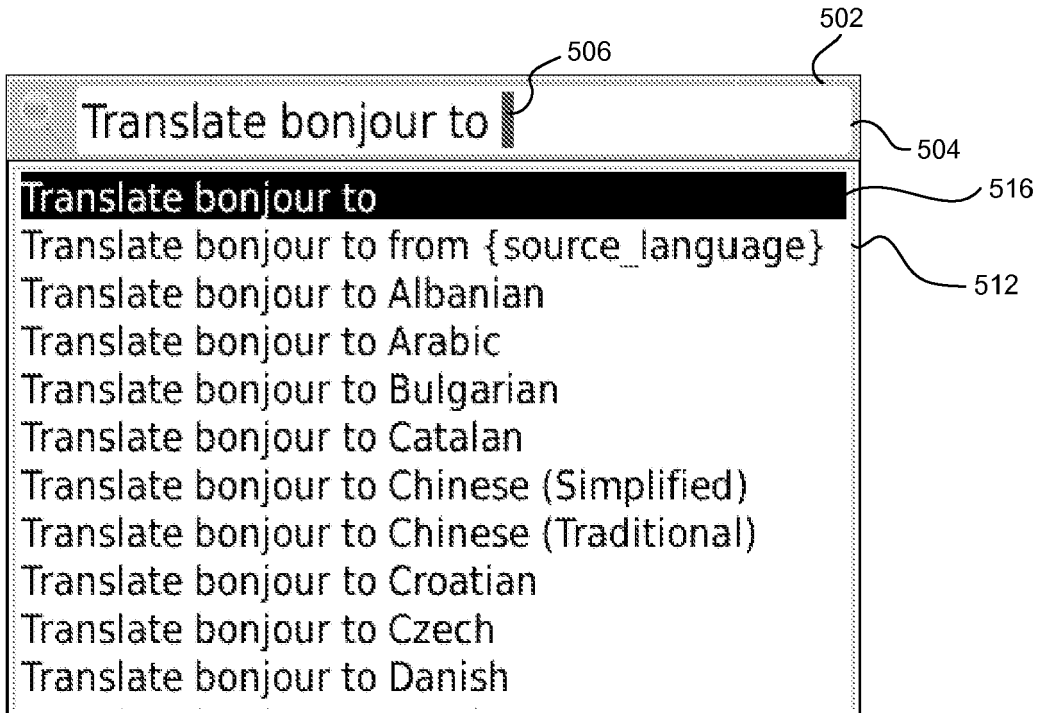 502
506
Translate bonjour to
504
Translate bonjour to
516
Translate bonjour to from {source_language}
512
Translate bonjour to Albanian
Translate bonjour to Arabic
Translate bonjour to Bulgarian
Translate bonjour to Catalan
Translate bonjour to Chinese (Simplified)
Translate bonjour to Chinese (Traditional)
Translate bonjour to Croatian
Translate bonjour to Czech
Translate bonjour to Danish